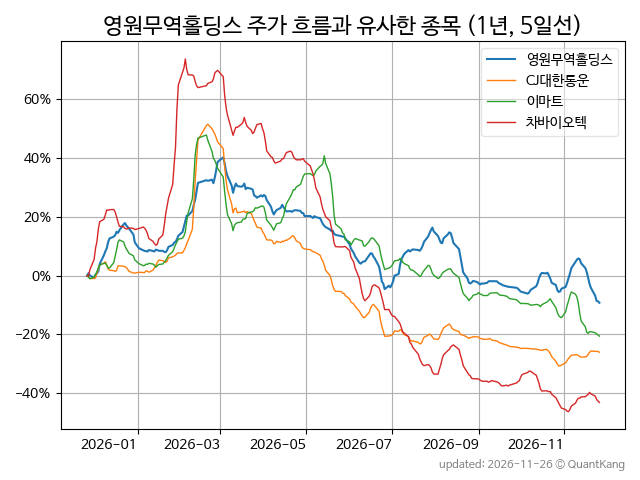 영원무역홀딩스 주가 흐름과 유사한 종목 (1년, 5일선)
영원무역홀딩스
CJ대한통운
이마트
차바이오텍
60%
40%
20%
0%
−20%
−40%
2026-01
2026-03
2026-05
2026-07
2026-09
2026-11
updated: 2026-11-26 © QuantKang